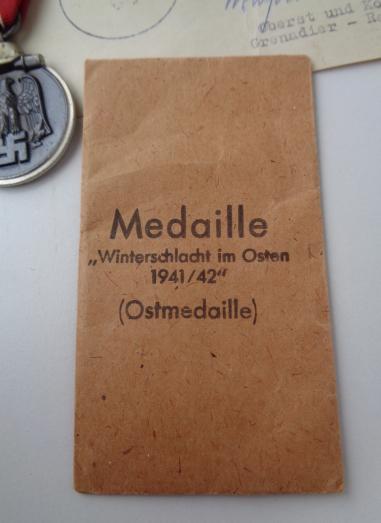 Oberst und Ko
Grenadier - R
Medaille
„Winterschlacht im Osten
1941/42“
(Ostmedaille)